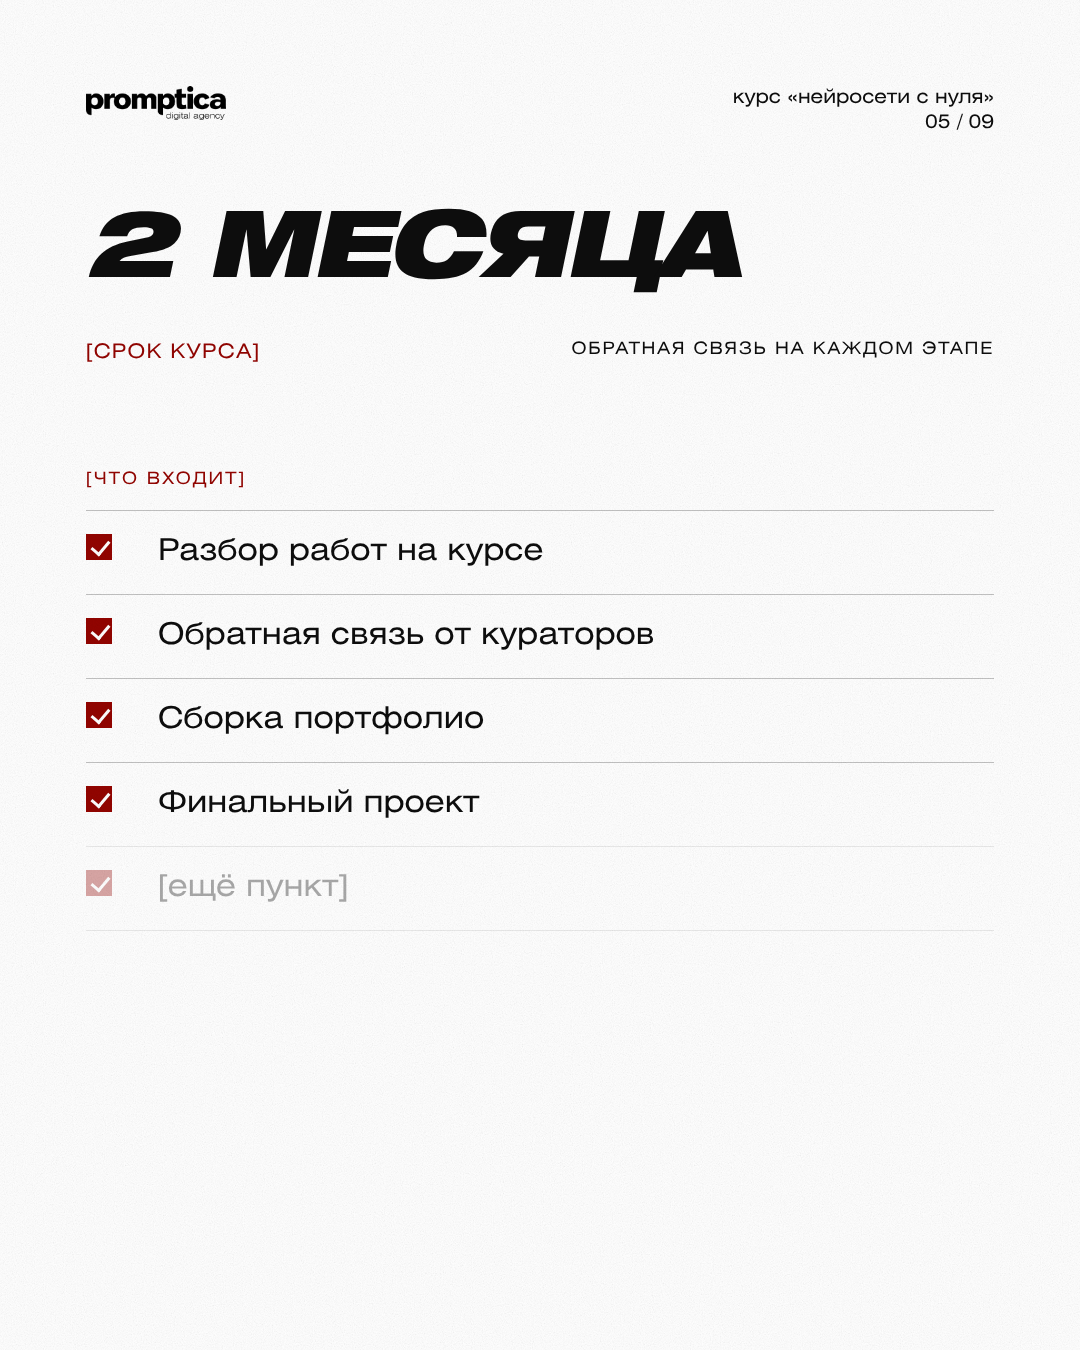 promptica
digital agency
курс «нейросети с нуля»
05 / 09
2 МЕСЯЦА
[СРОК КУРСА]
ОБРАТНАЯ СВЯЗЬ НА КАЖДОМ ЭТАПЕ
[ЧТО ВХОДИТ]
Разбор работ на курсе
Обратная связь от кураторов
Сборка портфолио
Финальный проект
[ещё пункт]